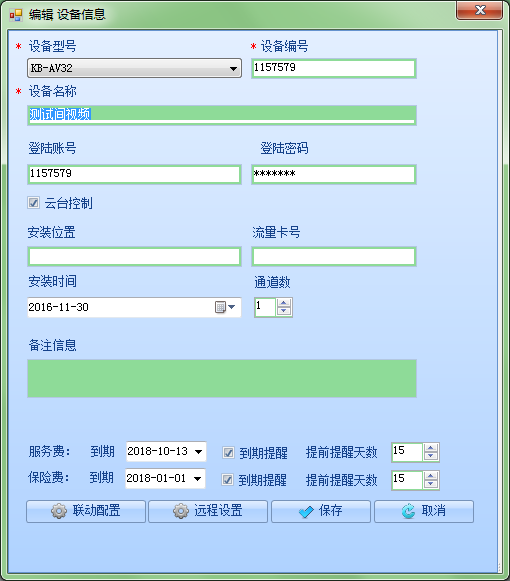 编辑 设备信息
* 设备型号 * 设备编号
KB-AV32 1157579
* 设备名称
测试间视频
登陆账号 登陆密码
1157579 *******
云台控制
安装位置 流量卡号
安装时间 通道数
2016-11-30 1
备注信息
服务费: 到期 2018-10-13 到期提醒 提前提醒天数 15
保险费: 到期 2018-01-01 到期提醒 提前提醒天数 15
联动配置 远程设置 保存 取消